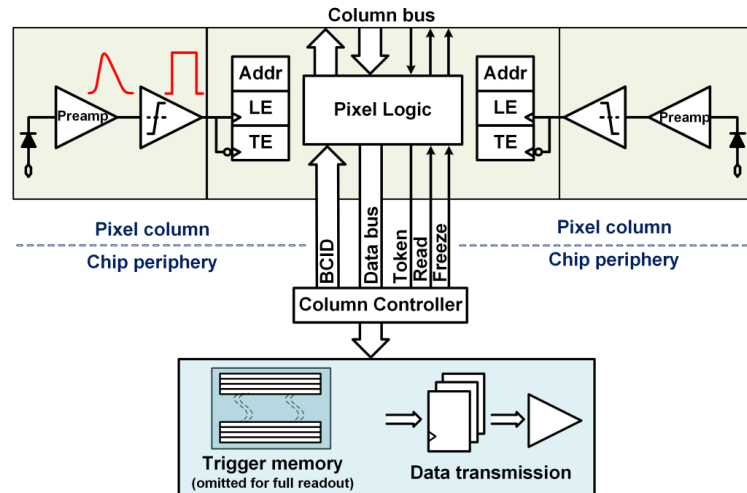 Column bus
Preamp
Addr
LE
TE
Pixel Logic
Addr
LE
TE
Preamp
Pixel column
Chip periphery
BCID
Data bus
Token
Read
Freeze
Pixel column
Chip periphery
Column Controller
Trigger memory
(omitted for full readout)
Data transmission